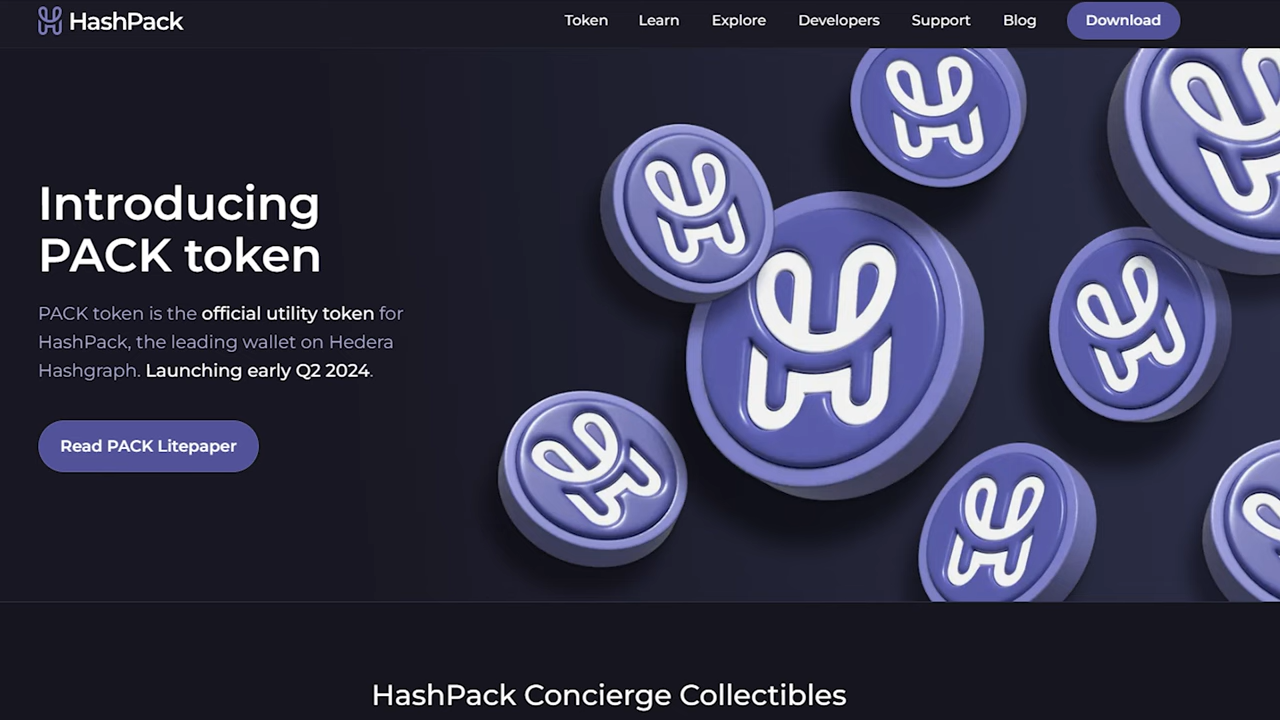 HashPack
Token Learn Explore Developers Support Blog Download
Introducing
PACK token
PACK token is the official utility token for
HashPack, the leading wallet on Hedera
Hashgraph. Launching early Q2 2024.
Read PACK Litepaper
HashPack Concierge Collectibles